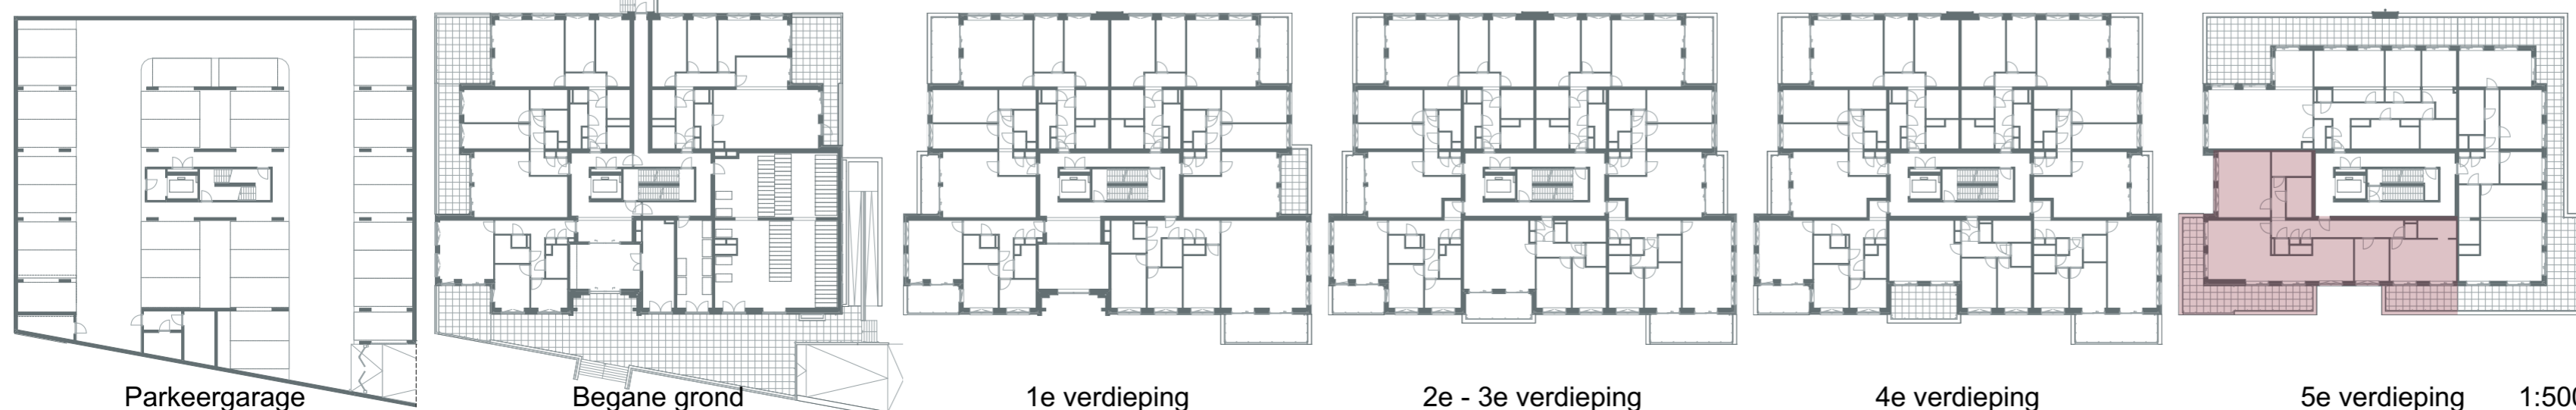 Parkeergarage
Begane grond
1e verdieping
2e - 3e verdieping
4e verdieping
5e verdieping